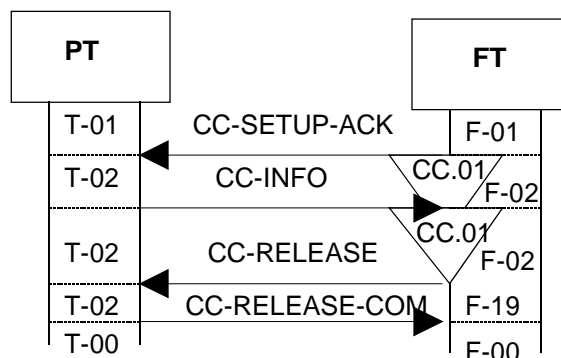 PT FT
T-01 CC-SETUP-ACK F-01
T-02 CC-INFO CC.01 F-02
T-02 CC-RELEASE CC.01 F-02
T-02 CC-RELEASE-COM F-19
T-00 F-00